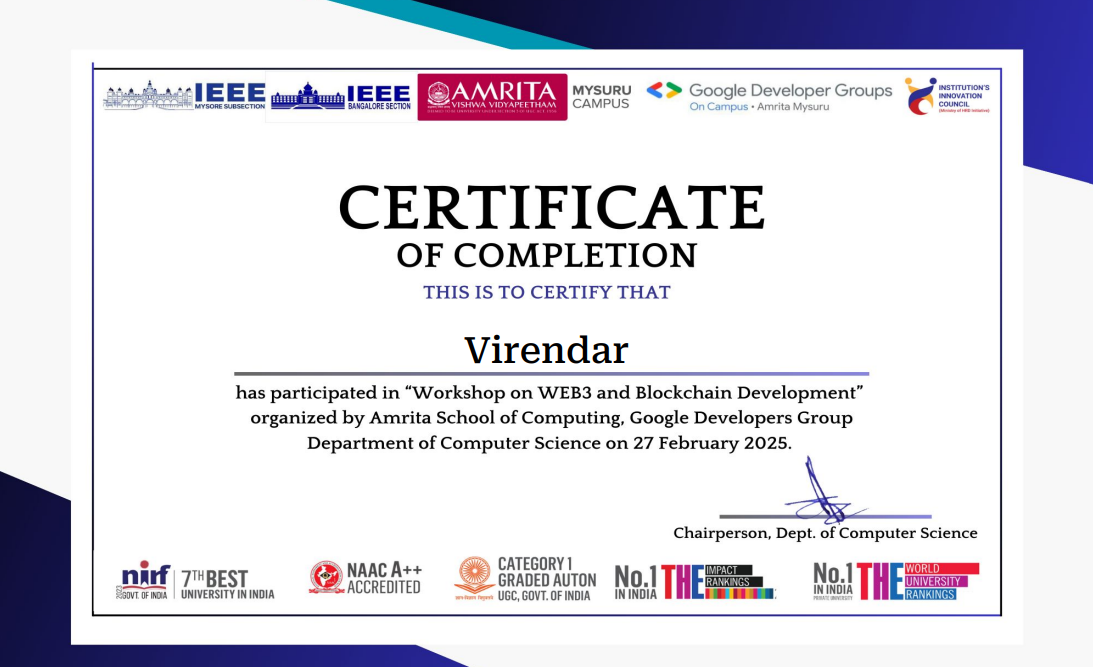 IEEE
MYSORE SUBSECTION
IEEE
BANGALORE SECTION
AMRITA
VISHWA VIDYAPEETHAM
MYSURU
CAMPUS
Google Developer Groups
On Campus • Amrita Mysuru
INSTITUTION'S
INNOVATION
COUNCIL
(Ministry of HRD Initiative)
CERTIFICATE
OF COMPLETION
THIS IS TO CERTIFY THAT
Virendar
has participated in “Workshop on WEB3 and Blockchain Development”
organized by Amrita School of Computing, Google Developers Group
Department of Computer Science on 27 February 2025.
Chairperson, Dept. of Computer Science
nirf
GOVT. OF INDIA
7TH BEST
UNIVERSITY IN INDIA
NAAC A++
ACCREDITED
CATEGORY 1
GRADED AUTON
UGC, GOVT. OF INDIA
No.1
IN INDIA
THE
IMPACT
RANKINGS
No.1
IN INDIA
PRIVATE UNIVERSITY
THE
WORLD
UNIVERSITY
RANKINGS